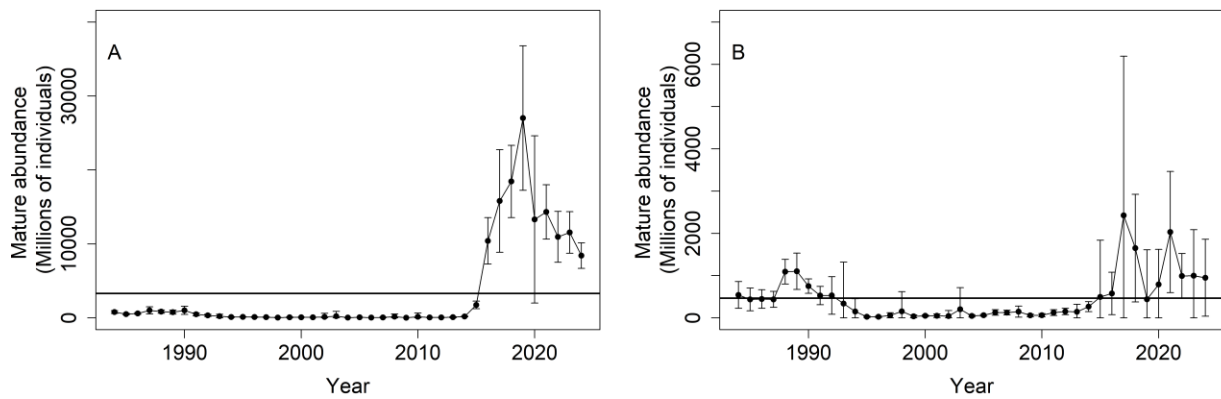 A
Mature abundance
(Millions of individuals)
0
10000
30000
1990
2000
2010
2020
Year
B
Mature abundance
(Millions of individuals)
0
2000
4000
6000
1990
2000
2010
2020
Year